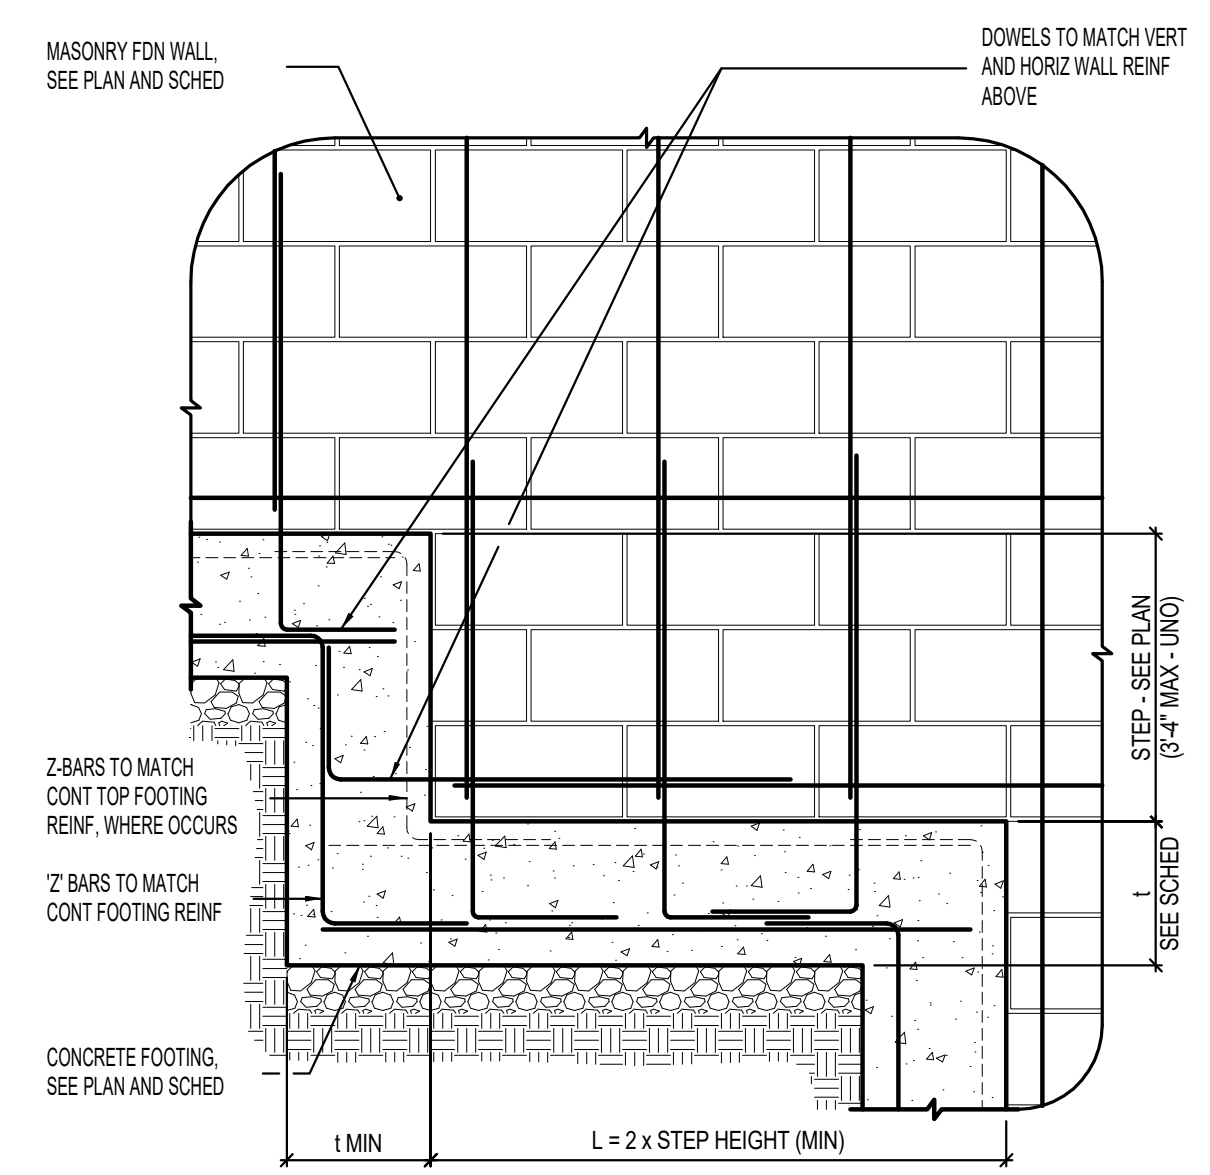 MASONRY FDN WALL,
SEE PLAN AND SCHED
DOWELS TO MATCH VERT
AND HORIZ WALL REINF
ABOVE
STEP - SEE PLAN
(3'-4" MAX - UNO)
Z-BARS TO MATCH
CONT TOP FOOTING
REINF, WHERE OCCURS
'Z' BARS TO MATCH
CONT FOOTING REINF
t
SEE SCHED
CONCRETE FOOTING,
SEE PLAN AND SCHED
t MIN
L = 2 x STEP HEIGHT (MIN)